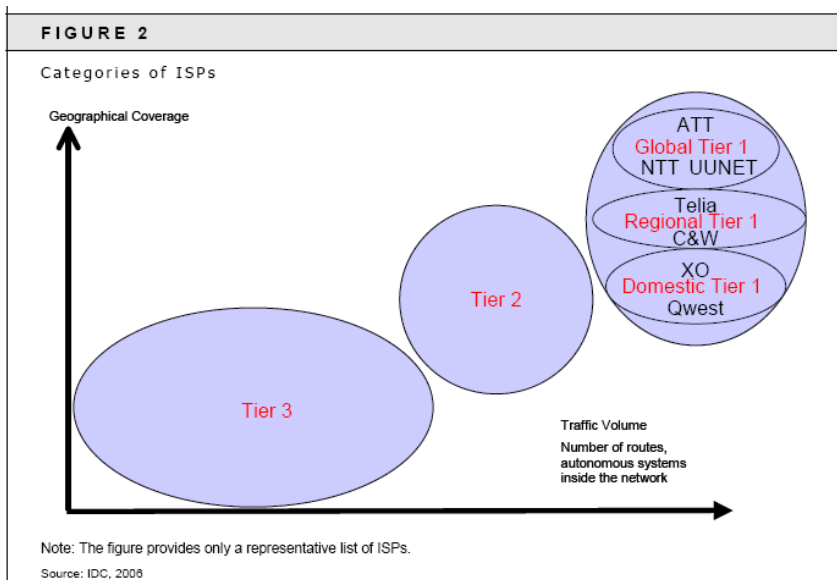 FIGURE 2
Categories of ISPs
Geographical Coverage
ATT
Global Tier 1
NTT UUNET
Telia
Regional Tier 1
C&W
XO
Domestic Tier 1
Qwest
Tier 2
Tier 3
Traffic Volume
Number of routes,
autonomous systems
inside the network
Note: The figure provides only a representative list of ISPs.
Source: IDC, 2006